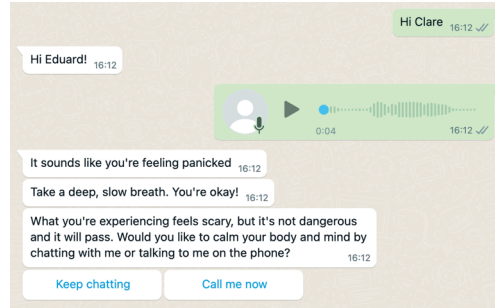 Hi Clare 16:12
Hi Eduard! 16:12
0:04 16:12
It sounds like you're feeling panicked 16:12
Take a deep, slow breath. You're okay! 16:12
What you're experiencing feels scary, but it's not dangerous
and it will pass. Would you like to calm your body and mind by
chatting with me or talking to me on the phone?
16:12
Keep chatting Call me now